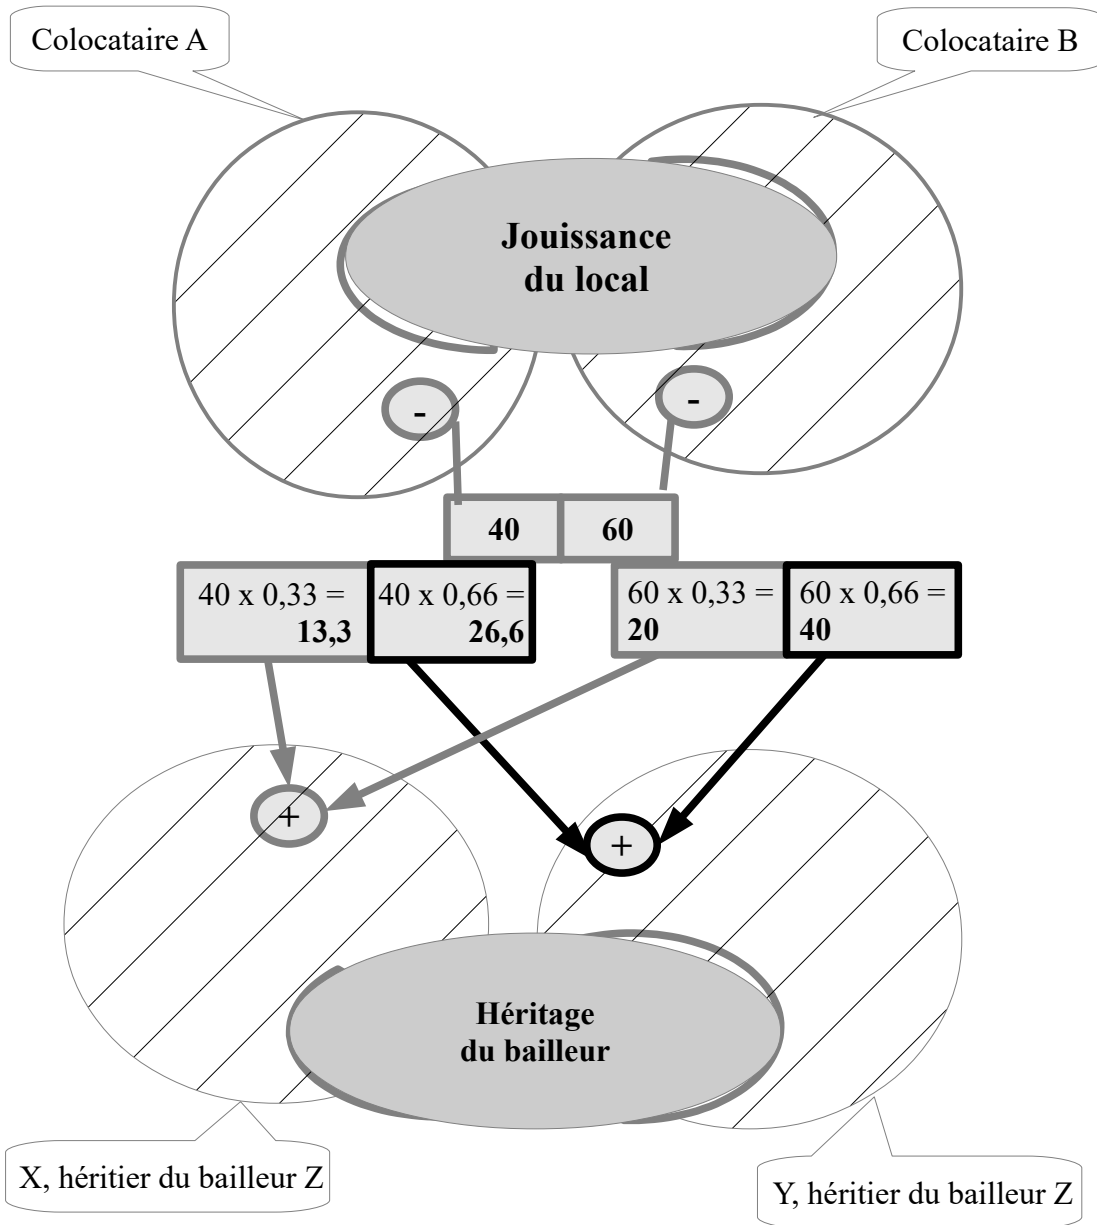 Colocataire A
Colocataire B
Jouissance
du local
-
-
40
60
40 x 0,33 =
13,3
40 x 0,66 =
26,6
60 x 0,33 =
20
60 x 0,66 =
40
+
+
Héritage
du bailleur
X, héritier du bailleur Z
Y, héritier du bailleur Z